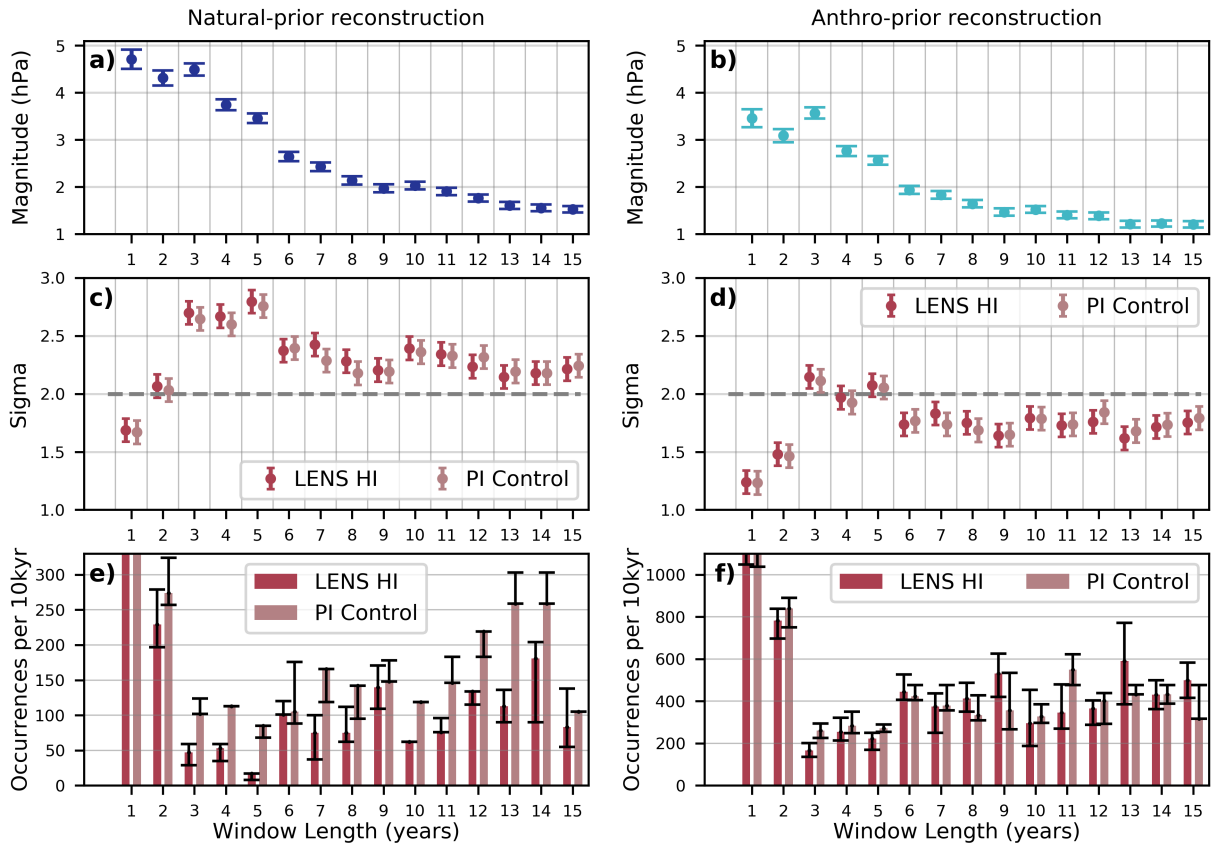 Natural-prior reconstruction
Anthro-prior reconstruction
a)
Magnitude (hPa)
5
4
3
2
1
1 2 3 4 5 6 7 8 9 10 11 12 13 14 15
b)
Magnitude (hPa)
5
4
3
2
1
1 2 3 4 5 6 7 8 9 10 11 12 13 14 15
c)
Sigma
3.0
2.5
2.0
1.5
1.0
LENS HI PI Control
1 2 3 4 5 6 7 8 9 10 11 12 13 14 15
d)
Sigma
3.0
2.5
2.0
1.5
1.0
LENS HI PI Control
1 2 3 4 5 6 7 8 9 10 11 12 13 14 15
e)
Occurrences per 10kyr
300
250
200
150
100
50
0
LENS HI
PI Control
1 2 3 4 5 6 7 8 9 10 11 12 13 14 15
Window Length (years)
f)
Occurrences per 10kyr
1000
800
600
400
200
0
LENS HI PI Control
1 2 3 4 5 6 7 8 9 10 11 12 13 14 15
Window Length (years)